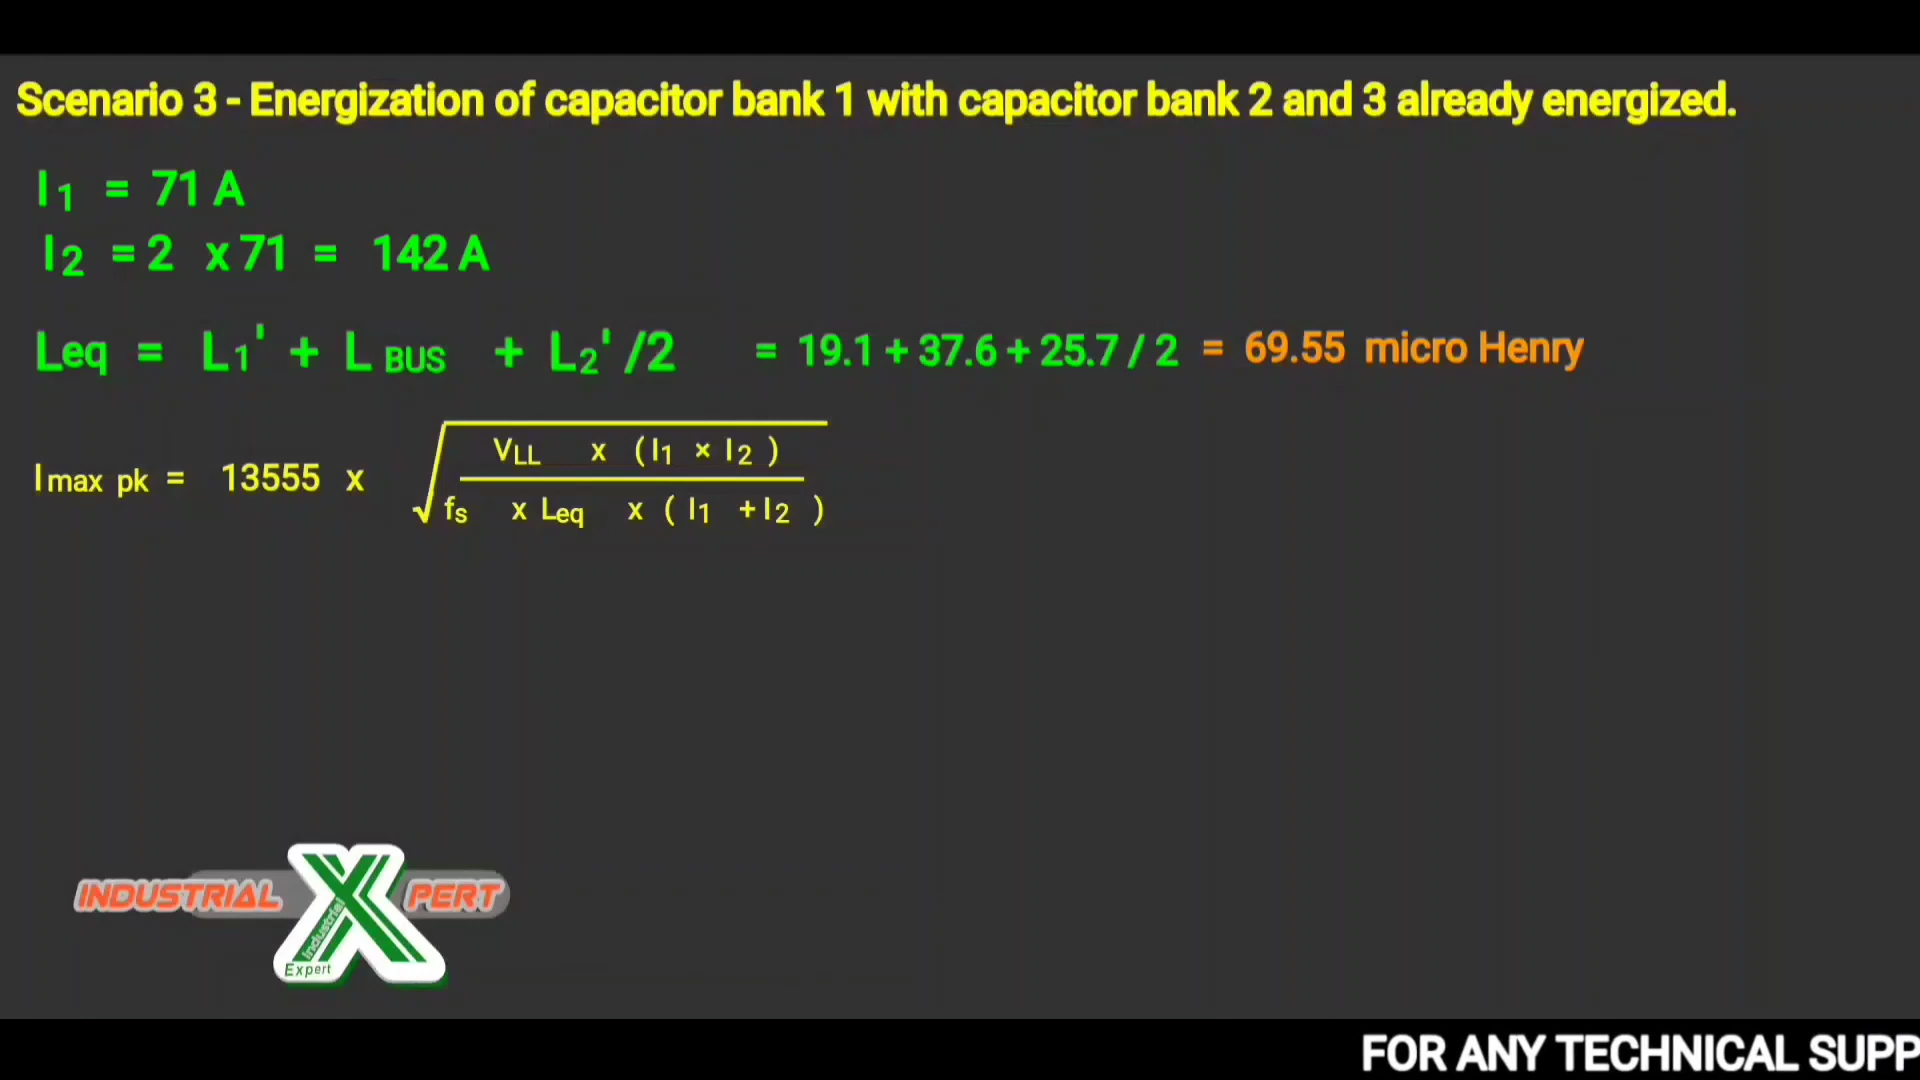 Scenario 3 - Energization of capacitor bank 1 with capacitor bank 2 and 3 already energized.
I1 = 71 A
I2 = 2 x 71 = 142 A
Leq = L1' + L BUS + L2' /2 = 19.1 + 37.6 + 25.7 / 2 = 69.55 micro Henry
VLL x ( I1 × I2 )
Imax pk = 13555 x √
fs x Leq x ( I1 + I2 )
INDUSTRIAL X PERT
Industrial
Expert
FOR ANY TECHNICAL SUPP